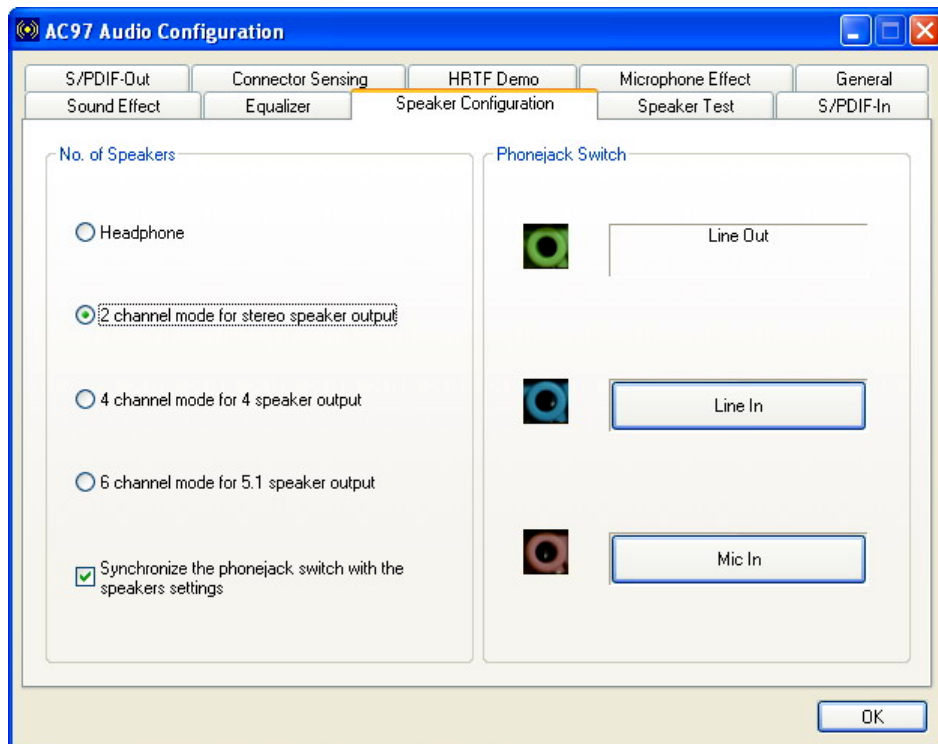 AC97 Audio Configuration
S/PDIF-Out
Connector Sensing
HRTF Demo
Microphone Effect
General
Sound Effect
Equalizer
Speaker Configuration
Speaker Test
S/PDIF-In
No. of Speakers
Headphone
2 channel mode for stereo speaker output
4 channel mode for 4 speaker output
6 channel mode for 5.1 speaker output
Synchronize the phonejack switch with the
speakers settings
Phonejack Switch
Line Out
Line In
Mic In
OK